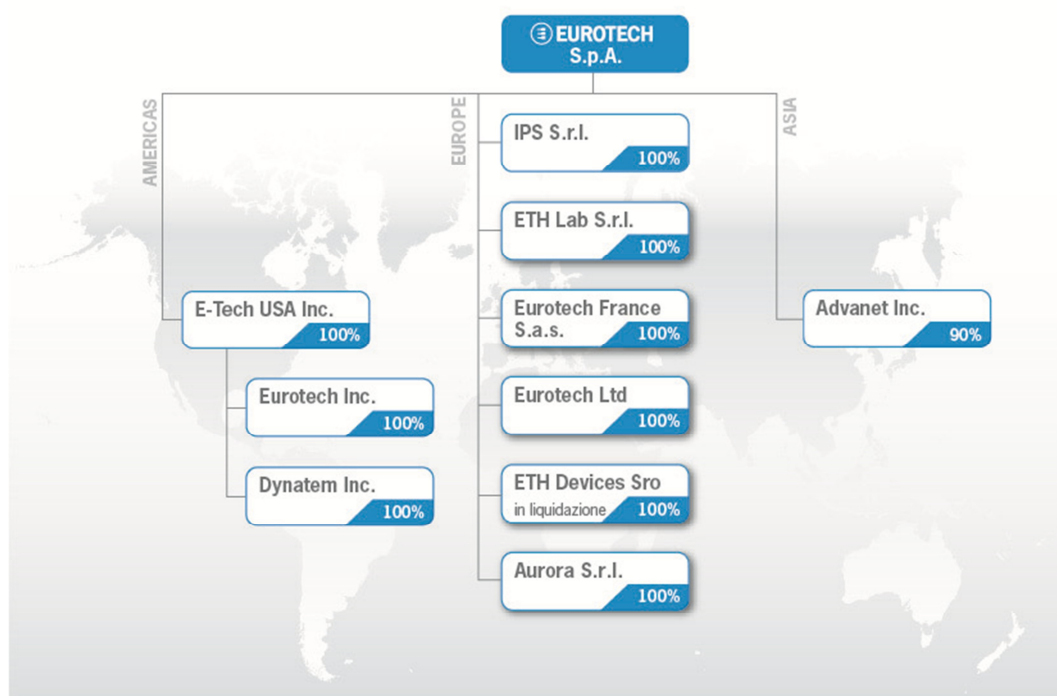 EUROTECH
S.p.A.
AMERICAS
EUROPE
ASIA
IPS S.r.l.
100%
ETH Lab S.r.l.
100%
E-Tech USA Inc.
100%
Eurotech France
S.a.s.
100%
Advanet Inc.
90%
Eurotech Inc.
100%
Eurotech Ltd
100%
Dynatem Inc.
100%
ETH Devices Sro
in liquidazione
100%
Aurora S.r.l.
100%